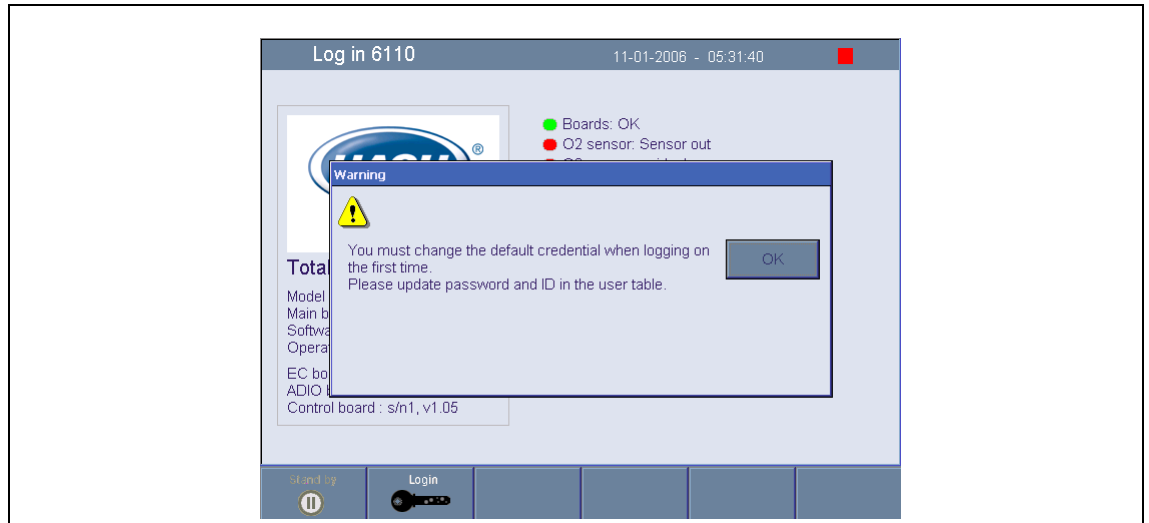 Log in 6110
11-01-2006 - 05:31:40
Boards: OK
O2 sensor: Sensor out
®
Warning
You must change the default credential when logging on
the first time.
Please update password and ID in the user table.
OK
Total
Model
Main b
Softwa
Opera
EC bo
ADIO
Control board : s/n1, v1.05
Stand by
Login